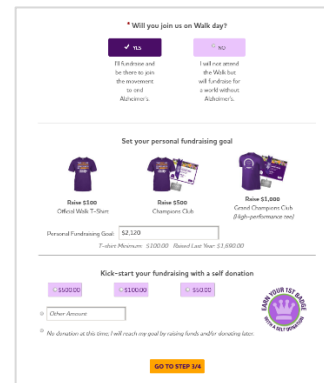 * Will you join us on Walk day?
✓ YES
NO
I'll fundraise and
be there to join
the movement
to end
Alzheimer's.
I will not attend
the Walk but
will fundraise for
a world without
Alzheimer's.
Set your personal fundraising goal
Raise $100
Official Walk T-Shirt
Raise $500
Champions Club
Raise $1,000
Grand Champions Club
(High-performance tee)
Personal Fundraising Goal: $2,120
T-shirt Minimum: $100.00 Raised Last Year: $1,690.00
Kick-start your fundraising with a self donation
$500.00
$100.00
$50.00
Other Amount
No donation at this time; I will reach my goal by raising funds and/or donating later.
EARN YOUR 1ST BADGE
WITH A SELF DONATION
GO TO STEP 3/4